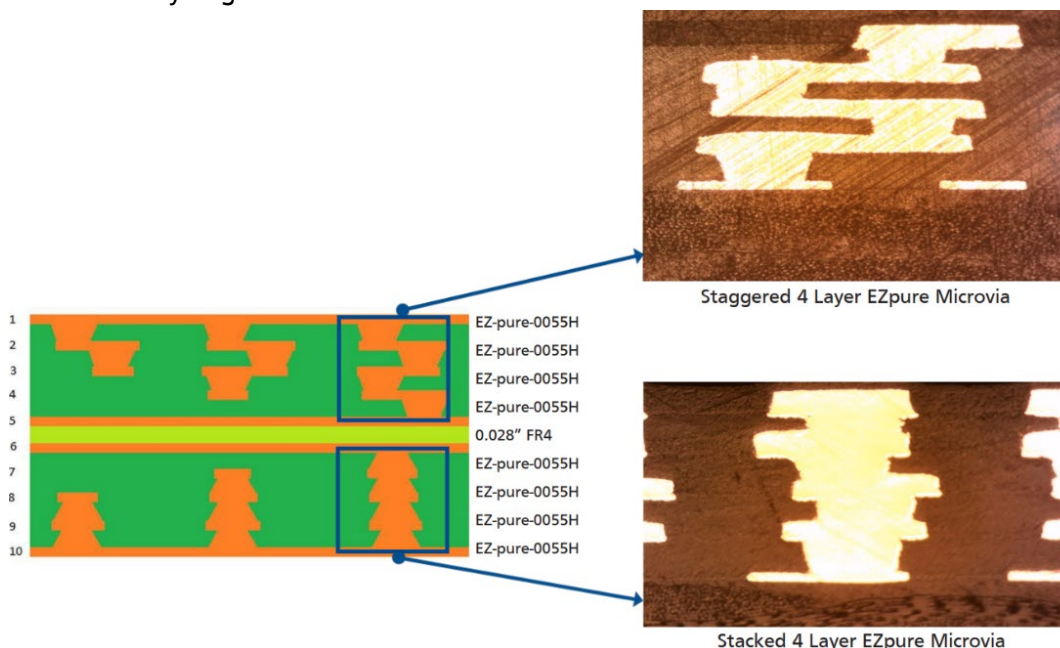 Staggered 4 Layer EZpure Microvia
1
EZ-pure-0055H
2
EZ-pure-0055H
3
EZ-pure-0055H
4
EZ-pure-0055H
5
0.028" FR4
6
EZ-pure-0055H
7
EZ-pure-0055H
8
EZ-pure-0055H
9
EZ-pure-0055H
10
Stacked 4 Layer EZpure Microvia